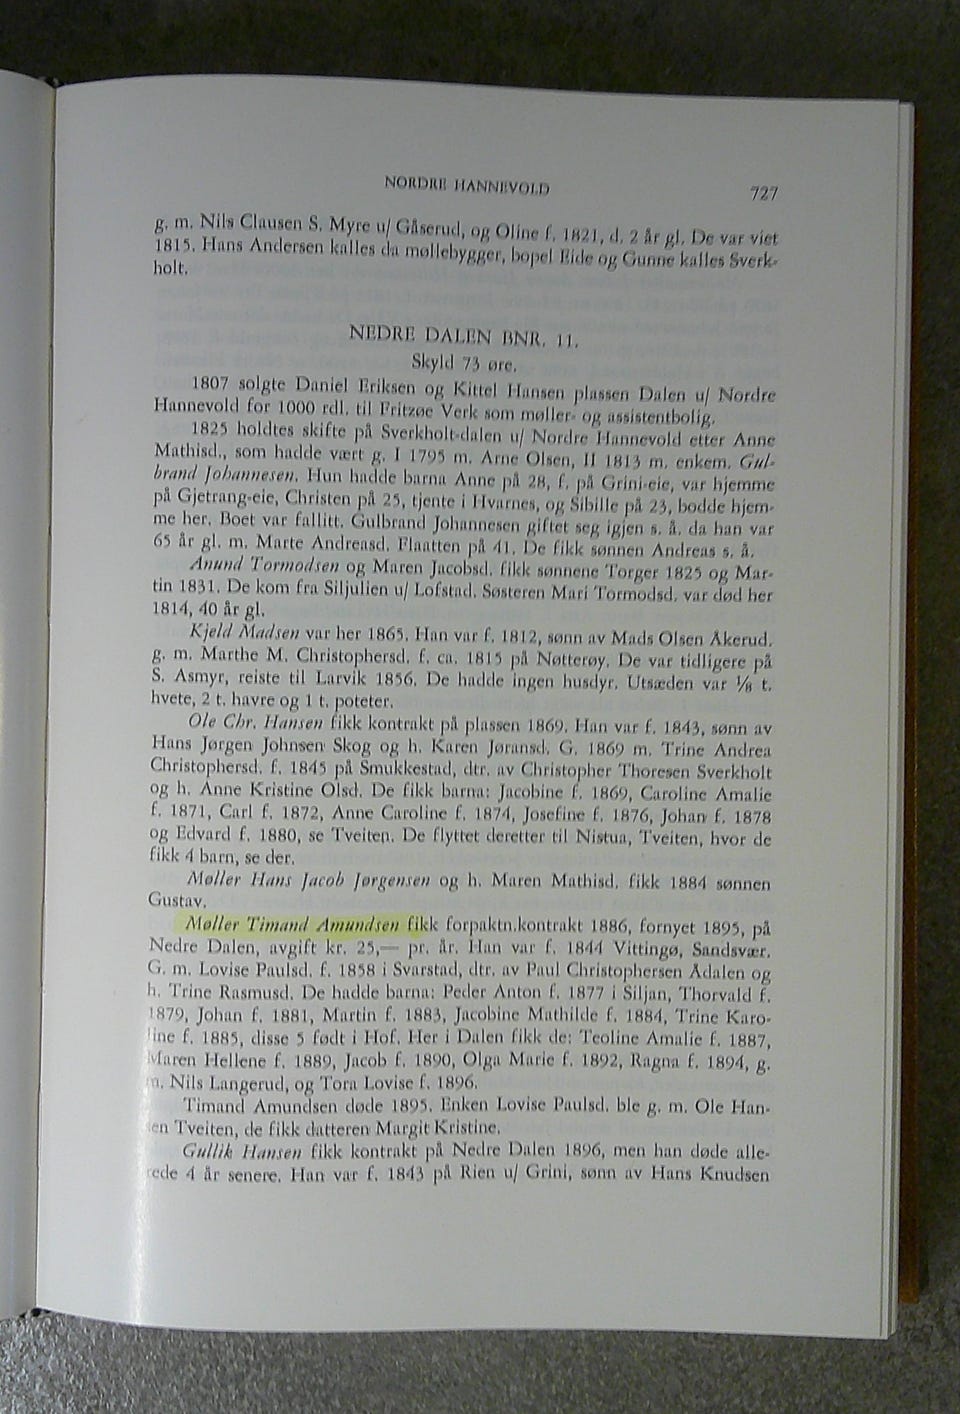 NORDRE HANNEVOLD 727
g. m. Nils Clausen S. Myre u/ Gåserud, og Oline f. 1821, d. 2 år gl. De var viet
1815. Hans Andersen kalles da møllebygger, bopel Eide og Gunne kalles Sverk-
holt.
NEDRE DALEN BNR. 11.
Skyld 73 øre.
1807 solgte Daniel Eriksen og Kittel Hansen plassen Dalen u/ Nordre
Hannevold for 1000 rdl. til Fritzøe Verk som møller- og assistentbolig.
1825 holdtes skifte på Sverkholt-dalen u/ Nordre Hannevold etter Anne
Mathisd., som hadde vært g. I 1795 m. Arne Olsen, II 1813 m. enkem. Gul-
brand Johannesen. Hun hadde barna Anne på 28, f. på Grini-eie, var hjemme
på Gjetrang-eie, Christen på 25, tjente i Hvarnes, og Sibille på 23, bodde hjem-
me her. Boet var fallitt. Gulbrand Johannesen giftet seg igjen s. å. da han var
65 år gl. m. Marte Andreasd. Flaatten på 41. De fikk sønnen Andreas s. å.
Anund Tormodsen og Maren Jacobsd. fikk sønnene Torger 1825 og Mar-
tin 1831. De kom fra Siljulien u/ Lofstad. Søsteren Mari Tormodsd. var død her
1814, 40 år gl.
Kjeld Madsen var her 1865. Han var f. 1812, sønn av Mads Olsen Åkerud.
g. m. Marthe M. Christophersd. f. ca. 1815 på Nøtterøy. De var tidligere på
S. Asmyr, reiste til Larvik 1856. De hadde ingen husdyr. Utsæden var ⅛ t.
hvete, 2 t. havre og 1 t. poteter.
Ole Chr. Hansen fikk kontrakt på plassen 1869. Han var f. 1843, sønn av
Hans Jørgen Johnsen Skog og h. Karen Jøransd. G. 1869 m. Trine Andrea
Christophersd. f. 1845 på Smukkestad, dtr. av Christopher Thoresen Sverkholt
og h. Anne Kristine Olsd. De fikk barna: Jacobine f. 1869, Caroline Amalie
f. 1871, Carl f. 1872, Anne Caroline f. 1874, Josefine f. 1876, Johan f. 1878
og Edvard f. 1880, se Tveiten. De flyttet deretter til Nistua, Tveiten, hvor de
fikk 4 barn, se der.
Møller Hans Jacob Jørgensen og h. Maren Mathisd. fikk 1884 sønnen
Gustav.
Møller Timand Amundsen fikk forpaktn.kontrakt 1886, fornyet 1895, på
Nedre Dalen, avgift kr. 25,— pr. år. Han var f. 1844 Vittingø, Sandsvær.
G. m. Lovise Paulsd. f. 1858 i Svarstad, dtr. av Paul Christophersen Ådalen og
h. Trine Rasmusd. De hadde barna: Peder Anton f. 1877 i Siljan, Thorvald f.
1879, Johan f. 1881, Martin f. 1883, Jacobine Mathilde f. 1884, Trine Karo-
line f. 1885, disse 5 født i Hof. Her i Dalen fikk de: Teoline Amalie f. 1887,
Maren Hellene f. 1889, Jacob f. 1890, Olga Marie f. 1892, Ragna f. 1894, g.
m. Nils Langerud, og Tora Lovise f. 1896.
Timand Amundsen døde 1895. Enken Lovise Paulsd. ble g. m. Ole Han-
sen Tveiten, de fikk datteren Margit Kristine.
Gullik Hansen fikk kontrakt på Nedre Dalen 1896, men han døde alle-
rede 4 år senere. Han var f. 1843 på Rien u/ Grini, sønn av Hans Knudsen